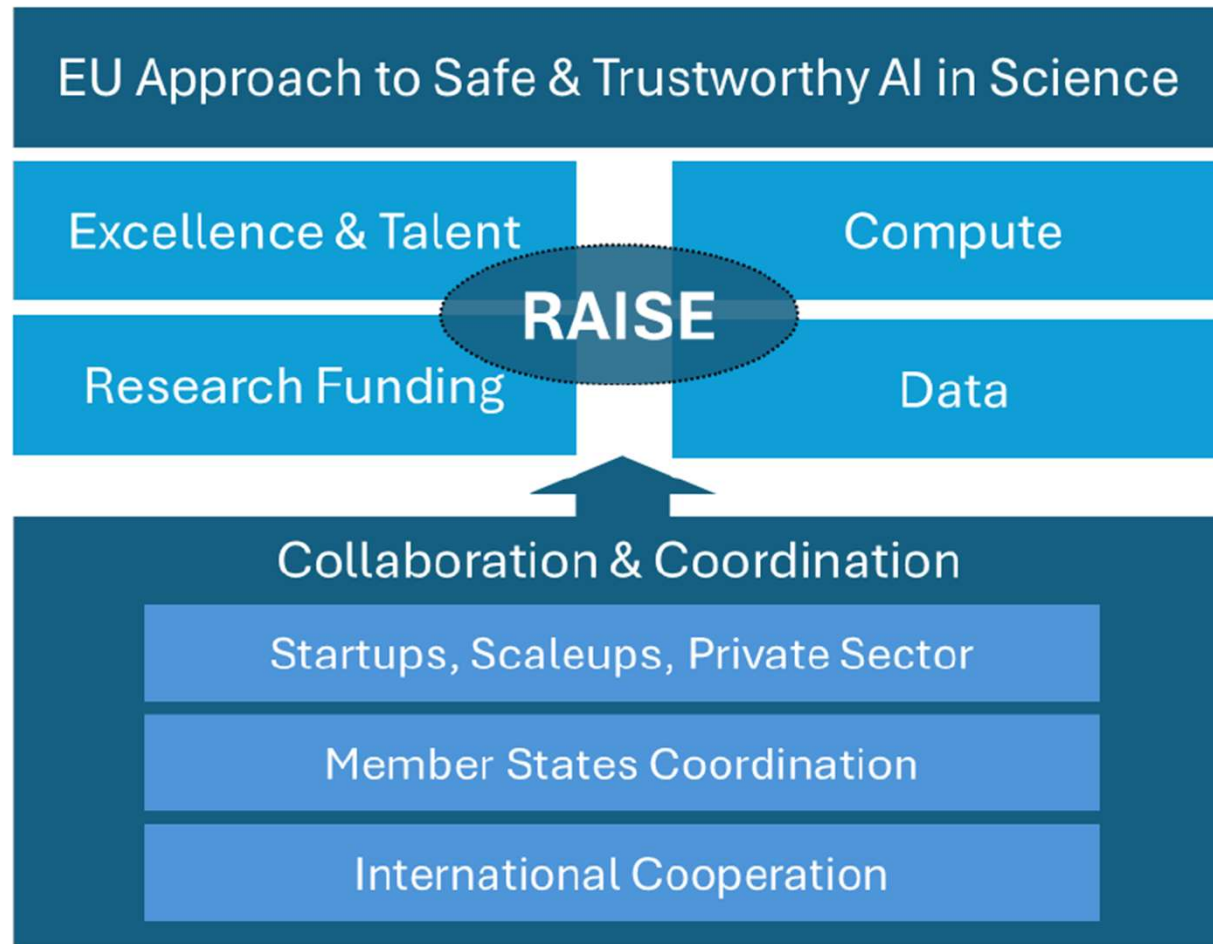 EU Approach to Safe & Trustworthy AI in Science
Excellence & Talent
Compute
RAISE
Research Funding
Data
Collaboration & Coordination
Startups, Scaleups, Private Sector
Member States Coordination
International Cooperation